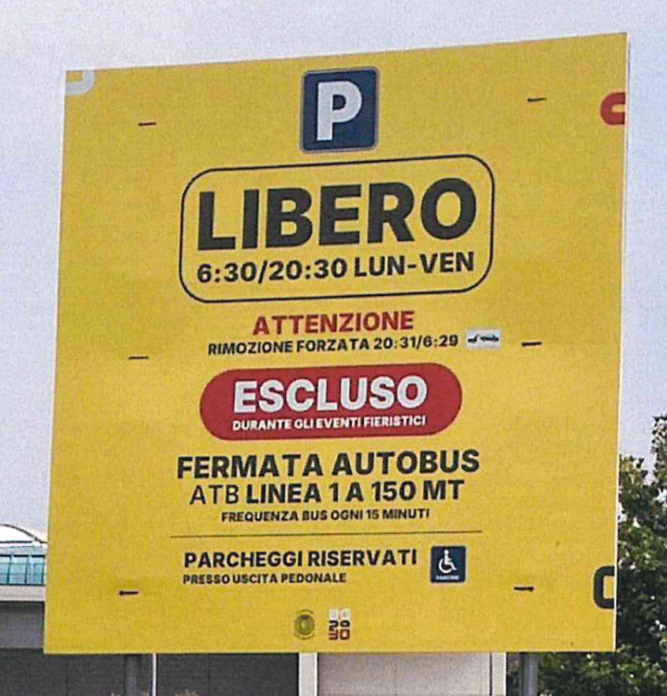 P
LIBERO
6:30/20:30 LUN-VEN
ATTENZIONE
RIMOZIONE FORZATA 20:31/6:29
ESCLUSO
DURANTE GLI EVENTI FIERISTICI
FERMATA AUTOBUS
ATB LINEA 1 A 150 MT
FREQUENZA BUS OGNI 15 MINUTI
PARCHEGGI RISERVATI
PRESSO USCITA PEDONALE